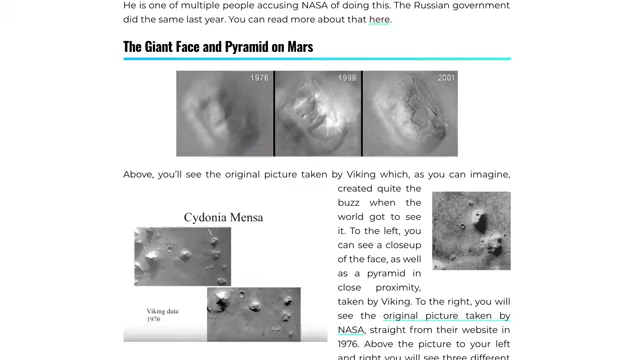 He is one of multiple people accusing NASA of doing this. The Russian government
did the same last year. You can read more about that here.
The Giant Face and Pyramid on Mars
1976
1998
2001
Above, you'll see the original picture taken by Viking which, as you can imagine,
created quite the
buzz when the
world got to see
it. To the left, you
can see a closeup
of the face, as well
as a pyramid in
close proximity,
taken by Viking. To the right, you will
see the original picture taken by
NASA, straight from their website in
1976. Above the picture to your left
and right you will see three different
Cydonia Mensa
Viking data
1976